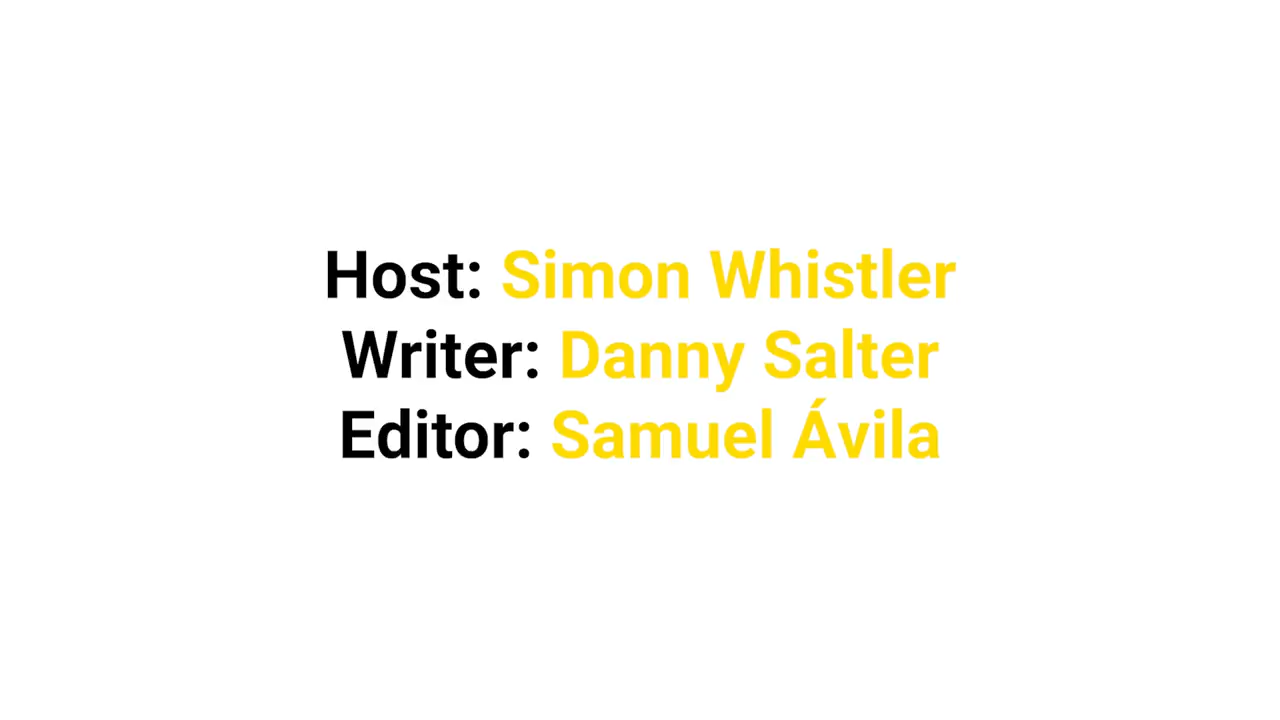 Host: Simon Whistler
Writer: Danny Salter
Editor: Samuel Ávila